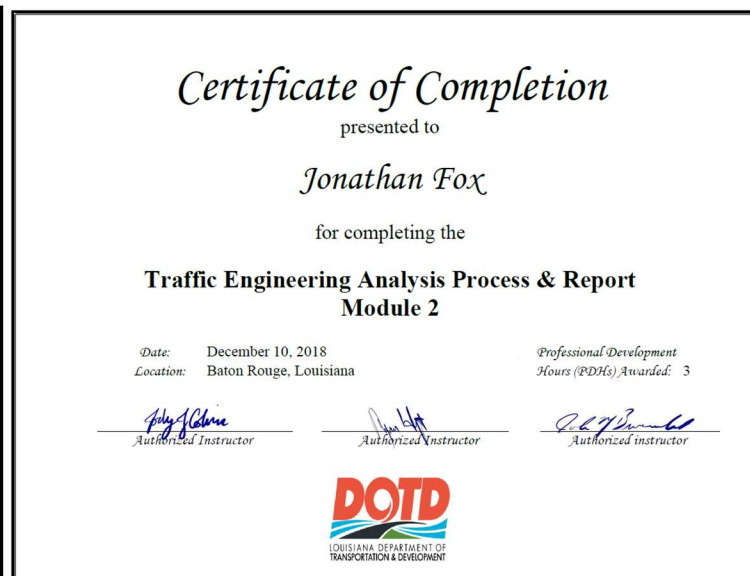 Certificate of Completion
presented to
Jonathan Fox
for completing the
Traffic Engineering Analysis Process & Report
Module 2
Date: December 10, 2018
Location: Baton Rouge, Louisiana
Professional Development
Hours (PDHs) Awarded: 3
Authorized Instructor
Authorized Instructor
Authorized instructor
DOTD
LOUISIANA DEPARTMENT OF
TRANSPORTATION & DEVELOPMENT